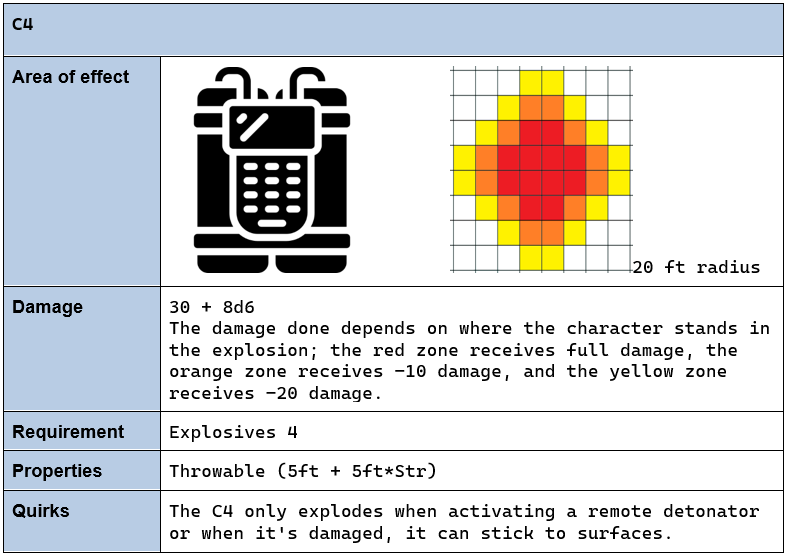 C4
Area of effect
20 ft radius
Damage
30 + 8d6
The damage done depends on where the character stands in
the explosion; the red zone receives full damage, the
orange zone receives -10 damage, and the yellow zone
receives -20 damage.
Requirement
Explosives 4
Properties
Throwable (5ft + 5ft*Str)
Quirks
The C4 only explodes when activating a remote detonator
or when it's damaged, it can stick to surfaces.